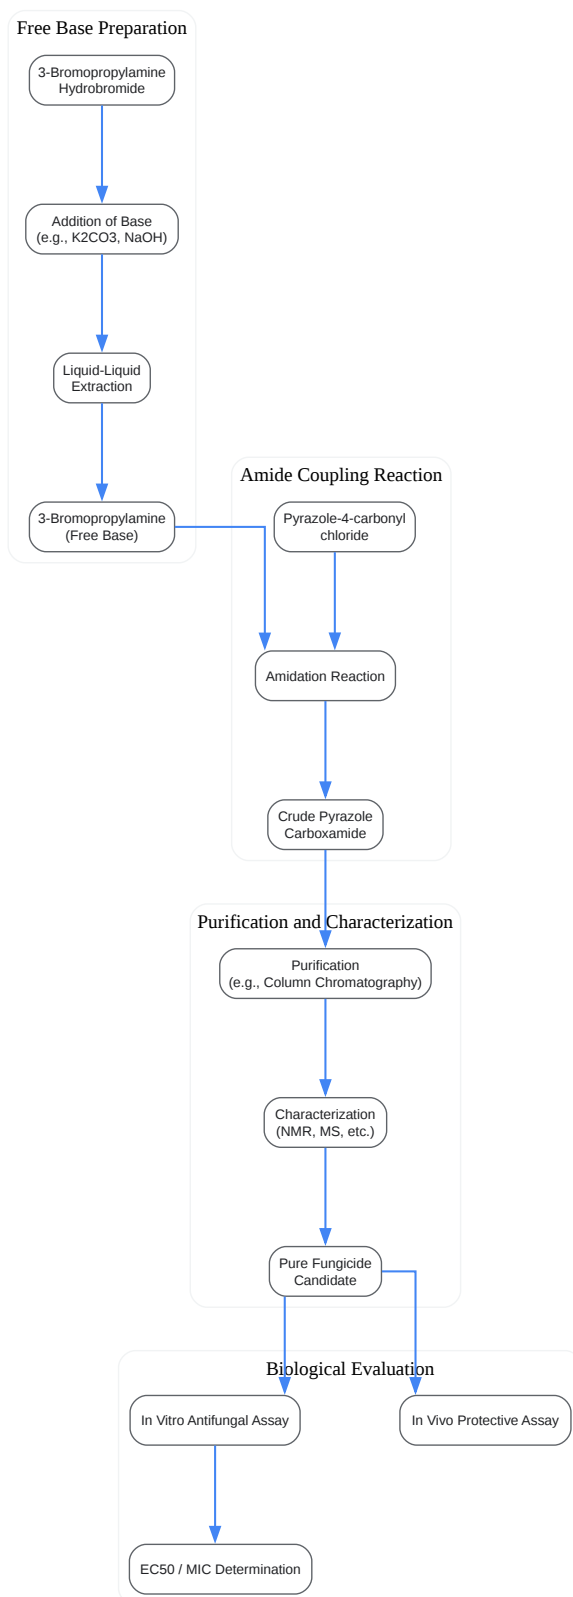 Free Base Preparation
3-Bromopropylamine
Hydrobromide
Addition of Base
(e.g., K2CO3, NaOH)
Liquid-Liquid
Extraction
3-Bromopropylamine
(Free Base)
Amide Coupling Reaction
Pyrazole-4-carbonyl
chloride
Amidation Reaction
Crude Pyrazole
Carboxamide
Purification and Characterization
Purification
(e.g., Column Chromatography)
Characterization
(NMR, MS, etc.)
Pure Fungicide
Candidate
Biological Evaluation
In Vitro Antifungal Assay
In Vivo Protective Assay
EC50 / MIC Determination